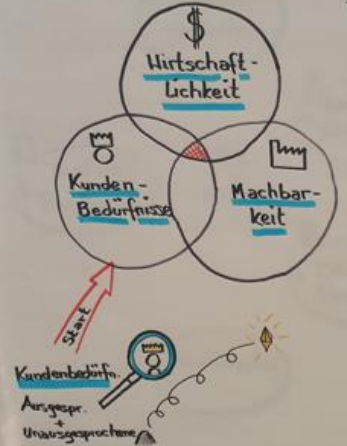 $
Wirtschaft-
lichkeit
Kunden-
Bedürfnisse
Machbar-
keit
Start
Kundenbedürfn.
Ausgespr.
+
Unausgesprochene